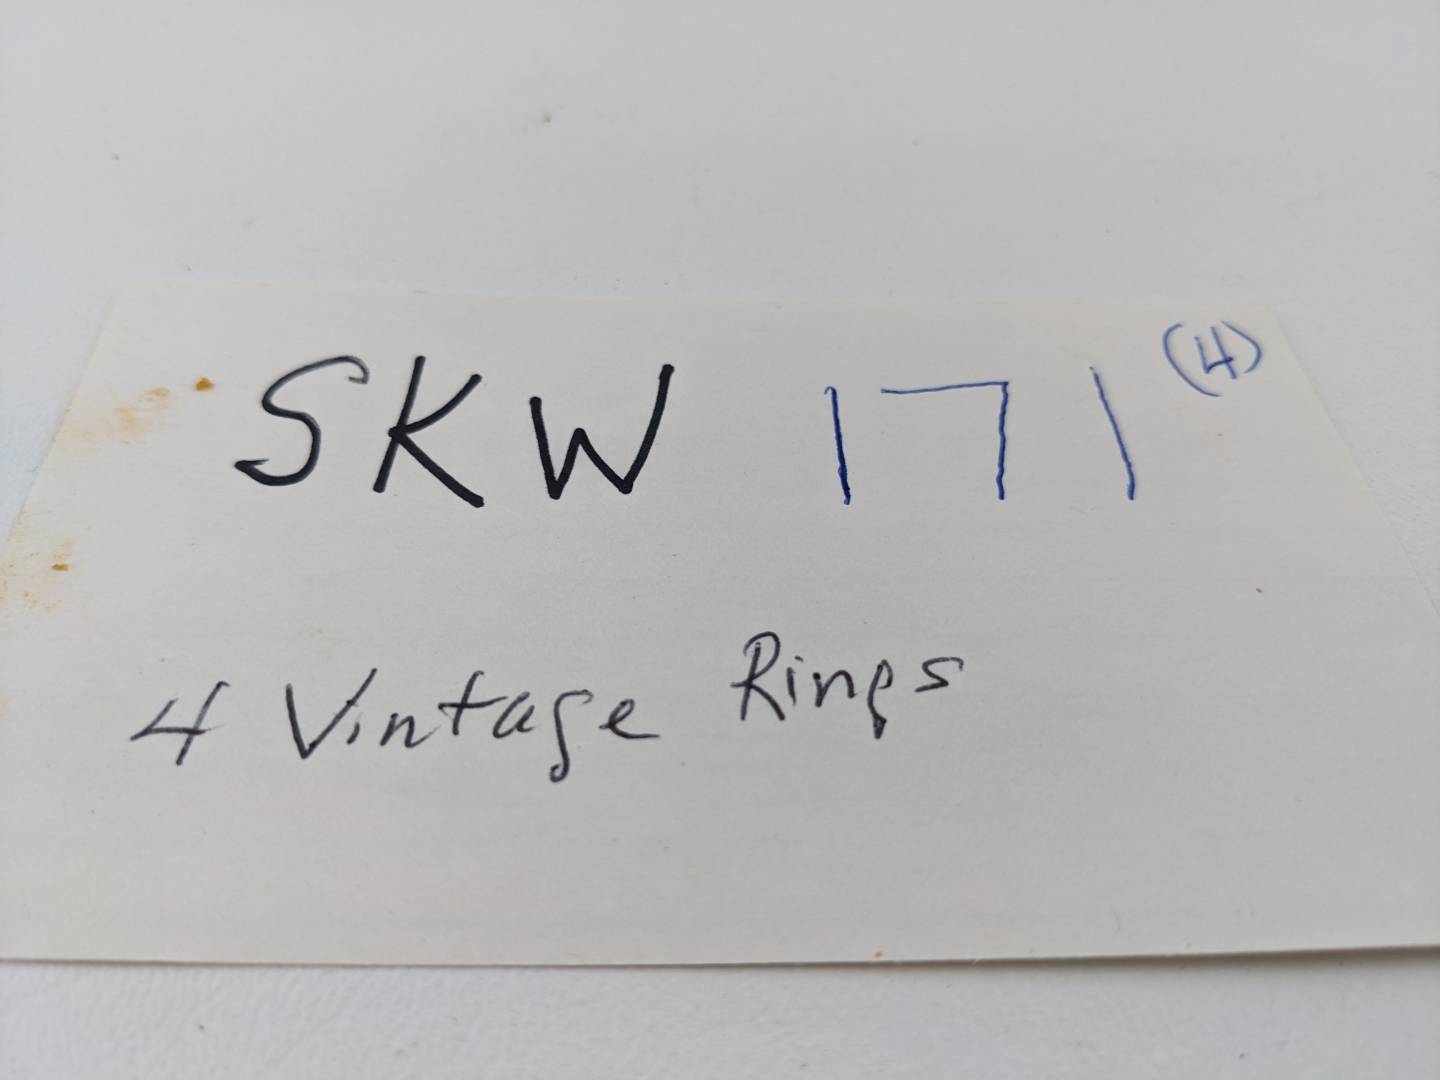 SKW 171 (4)
4 Vintage Rings